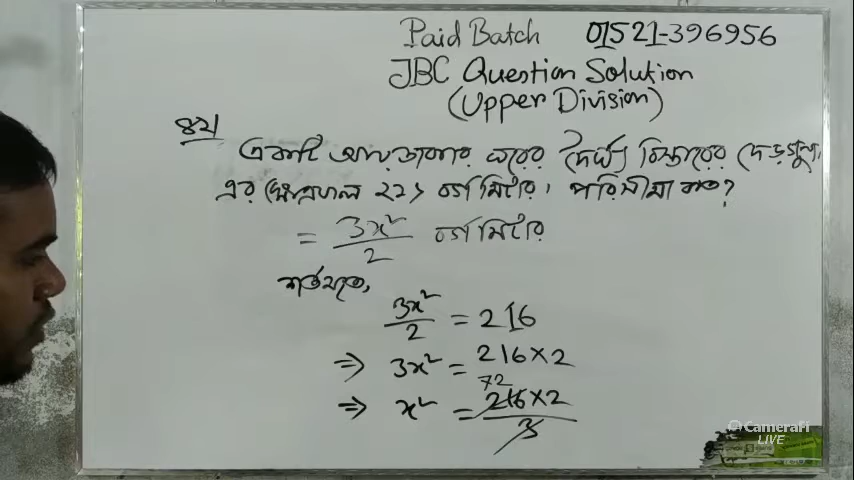 Paid Batch 01521-396956
JBC Question Solution
(Upper Division)
৪খ৷
একটি আয়তাকার ঘরের দৈর্ঘ্য বিস্তারের দেড়গুণ,
এর ক্ষেত্রফল ২১৬ বর্গমিটার, পরিসীমা কত?
= 3x²/2 বর্গমিটার
শর্তমতে,
3x²/2 = 216
⇒ 3x² = 216×2
72
⇒ x² = 216×2/3
CameraFi
LIVE